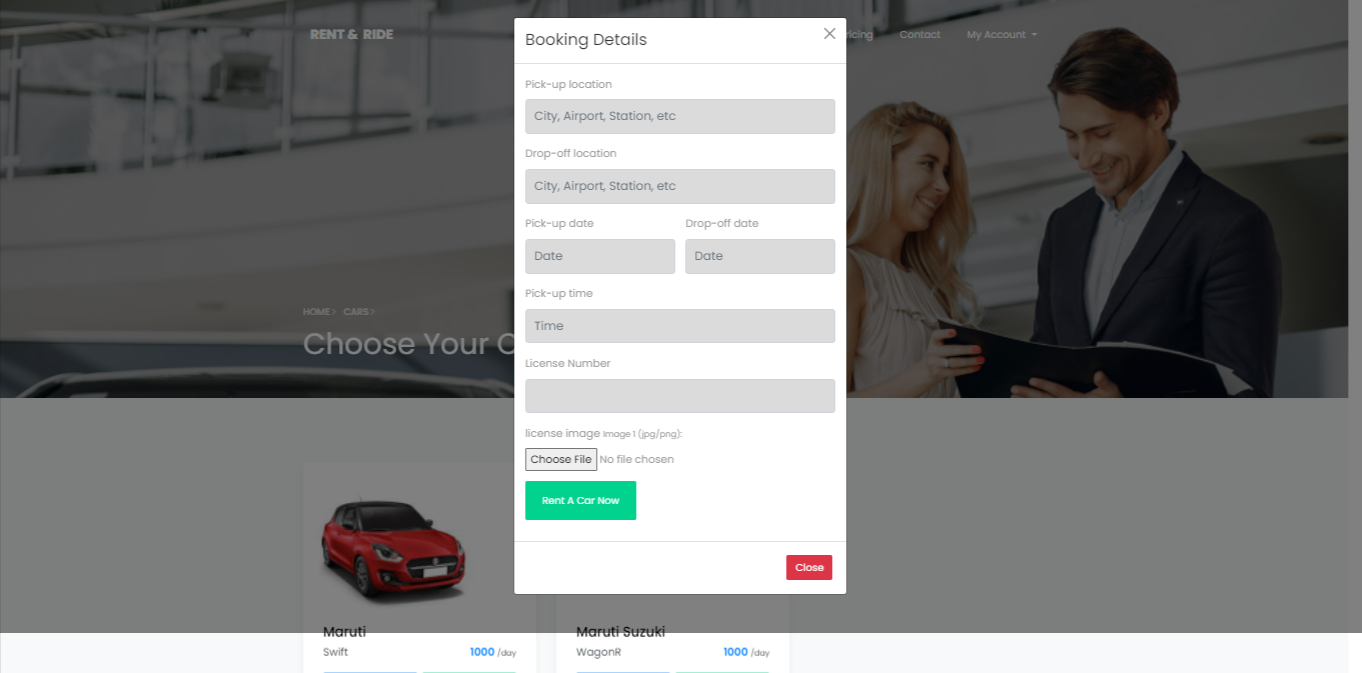 RENT & RIDE
Contact
My Account
Booking Details
Pick-up location
City, Airport, Station, etc
Drop-off location
City, Airport, Station, etc
Pick-up date Drop-off date
Date Date
Pick-up time
Time
License Number
license image Image 1 (jpg/png):
Choose File No file chosen
Rent A Car Now
Close
HOME > CARS >
Choose Your
Maruti
Swift 1000 /day
Maruti Suzuki
WagonR 1000 /day